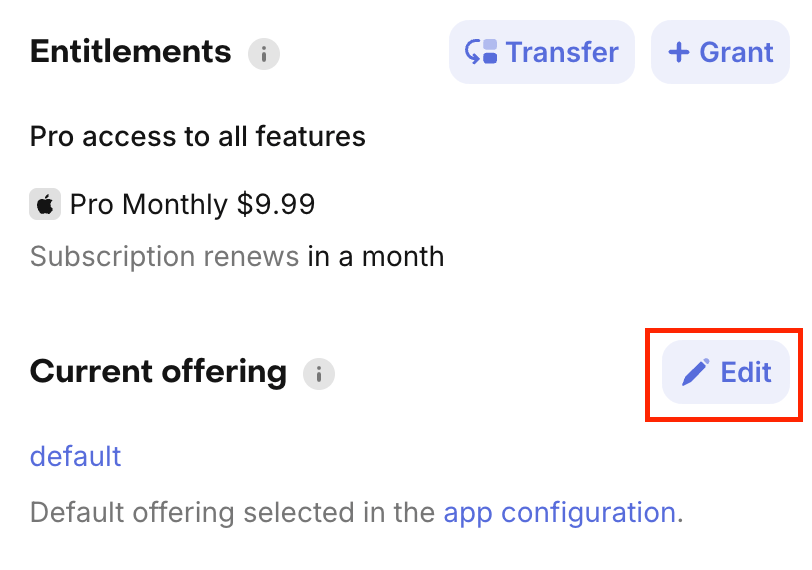 Entitlements i Transfer + Grant
Pro access to all features
Pro Monthly $9.99
Subscription renews in a month
Current offering i Edit
default
Default offering selected in the app configuration.